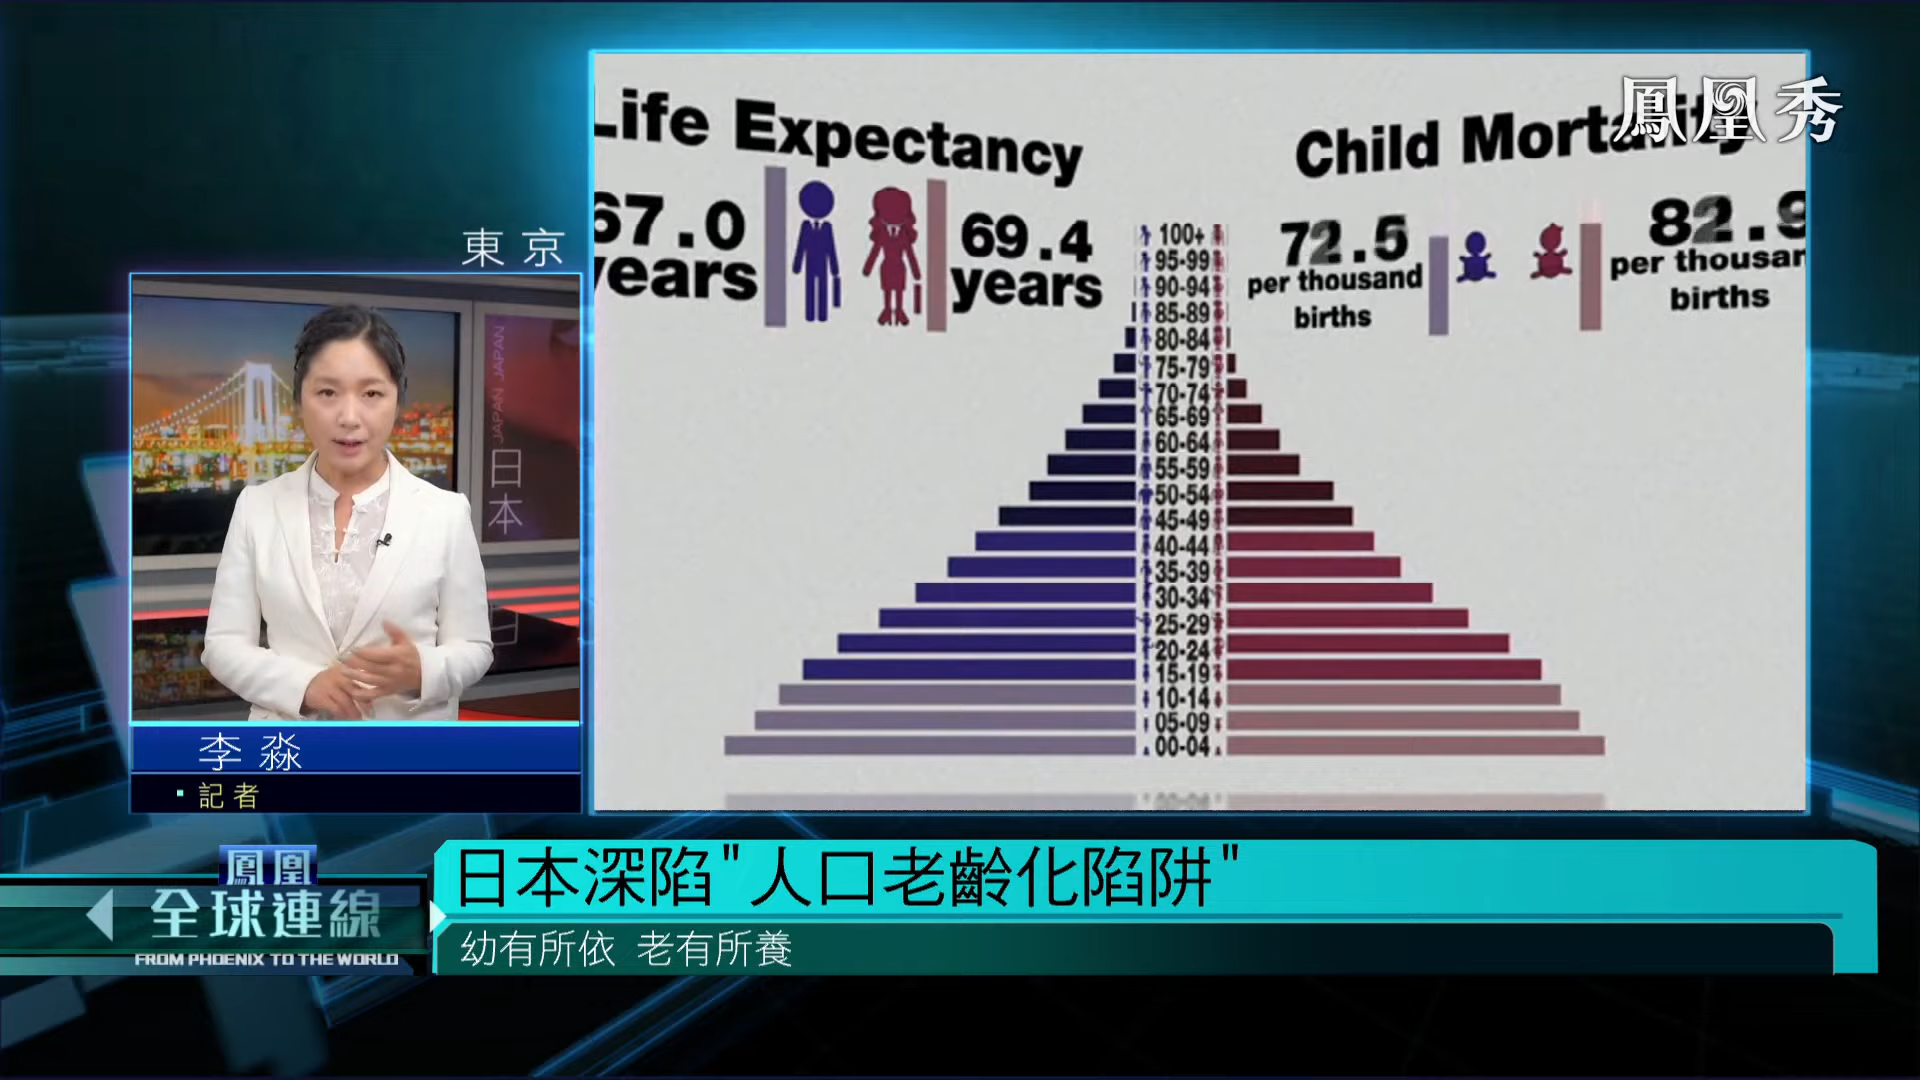 鳳凰秀
Life Expectancy
67.0
years
69.4
years
Child Mortality
72.5
per thousand
births
82.9
per thousan
births
100+
95-99
90-94
85-89
80-84
75-79
70-74
65-69
60-64
55-59
50-54
45-49
40-44
35-39
30-34
25-29
20-24
15-19
10-14
05-09
00-04
東京
JAPAN JAPAN
日本
李淼
記者
鳳凰
全球連線
FROM PHOENIX TO THE WORLD
日本深陷"人口老齡化陷阱"
幼有所依 老有所養